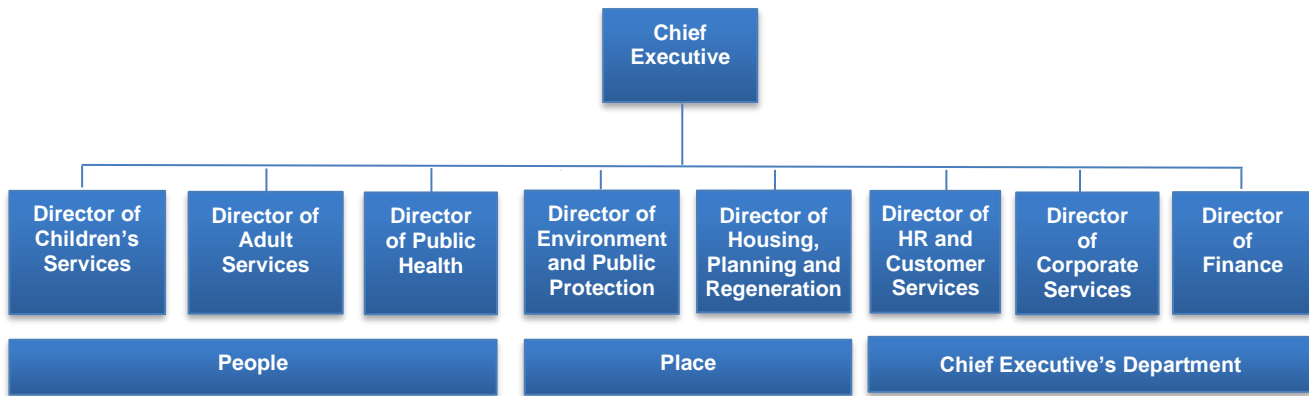 Chief
Executive
Director of
Children’s
Services
Director of
Adult
Services
Director
of Public
Health
Director of
Environment
and Public
Protection
Director of
Housing,
Planning and
Regeneration
Director of
HR and
Customer
Services
Director
of
Corporate
Services
Director
of
Finance
People
Place
Chief Executive’s Department